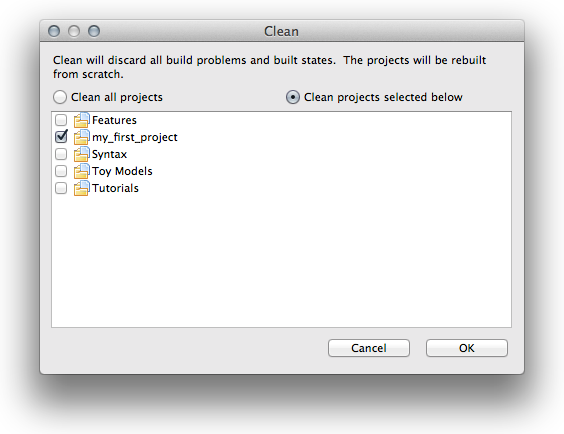 Clean
Clean will discard all build problems and built states.  The projects will be rebuilt
from scratch.
Clean all projects
Clean projects selected below
Features
my_first_project
Syntax
Toy Models
Tutorials
Cancel
OK